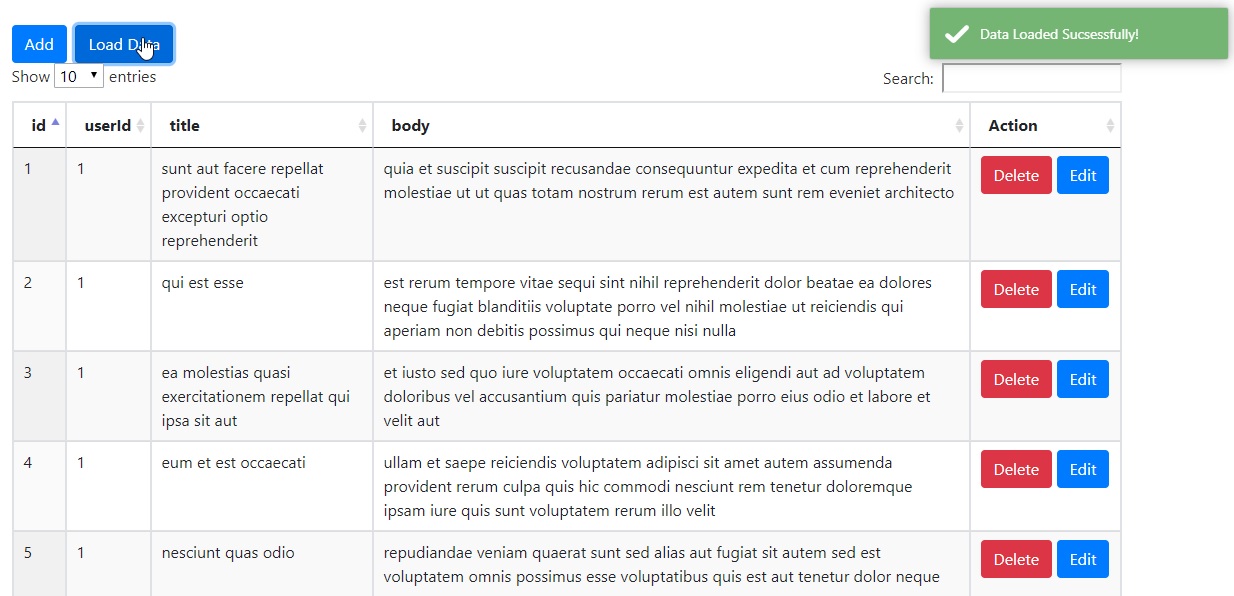 Data Loaded Sucsessfully!
Add Load Data
Show 10 entries Search:
id userId title body Action
1 1 sunt aut facere repellat quia et suscipit suscipit recusandae consequuntur expedita et cum reprehenderit Delete Edit
provident occaecati molestiae ut ut quas totam nostrum rerum est autem sunt rem eveniet architecto
excepturi optio
reprehenderit
2 1 qui est esse est rerum tempore vitae sequi sint nihil reprehenderit dolor beatae ea dolores Delete Edit
neque fugiat blanditiis voluptate porro vel nihil molestiae ut reiciendis qui
aperiam non debitis possimus qui neque nisi nulla
3 1 ea molestias quasi et iusto sed quo iure voluptatem occaecati omnis eligendi aut ad voluptatem Delete Edit
exercitationem repellat qui doloribus vel accusantium quis pariatur molestiae porro eius odio et labore et
ipsa sit aut velit aut
4 1 eum et est occaecati ullam et saepe reiciendis voluptatem adipisci sit amet autem assumenda Delete Edit
provident rerum culpa quis hic commodi nesciunt rem tenetur doloremque
ipsam iure quis sunt voluptatem rerum illo velit
5 1 nesciunt quas odio repudiandae veniam quaerat sunt sed alias aut fugiat sit autem sed est Delete Edit
voluptatem omnis possimus esse voluptatibus quis est aut tenetur dolor neque